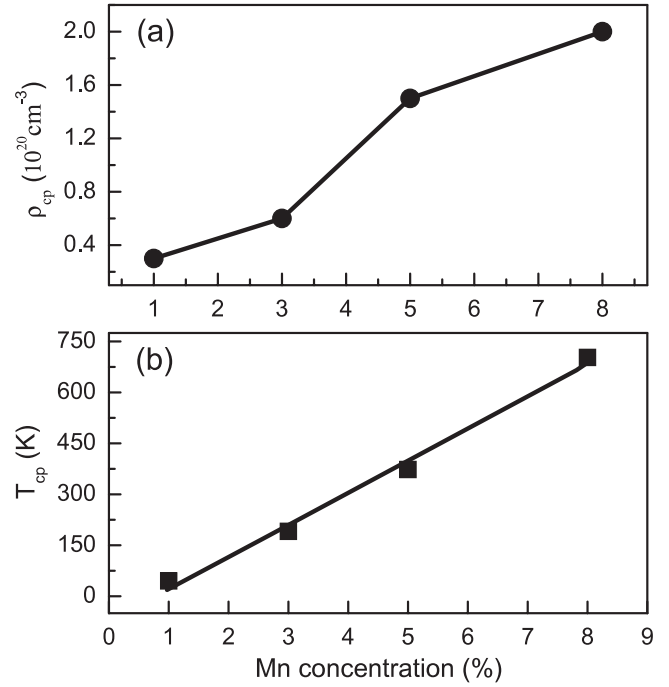 (a)
2.0
1.6
1.2
0.8
0.4
ρcp (10^20 cm^-3)
1 2 3 4 5 6 7 8
(b)
750
600
450
300
150
0
Tcp (K)
0 1 2 3 4 5 6 7 8 9
Mn concentration (%)